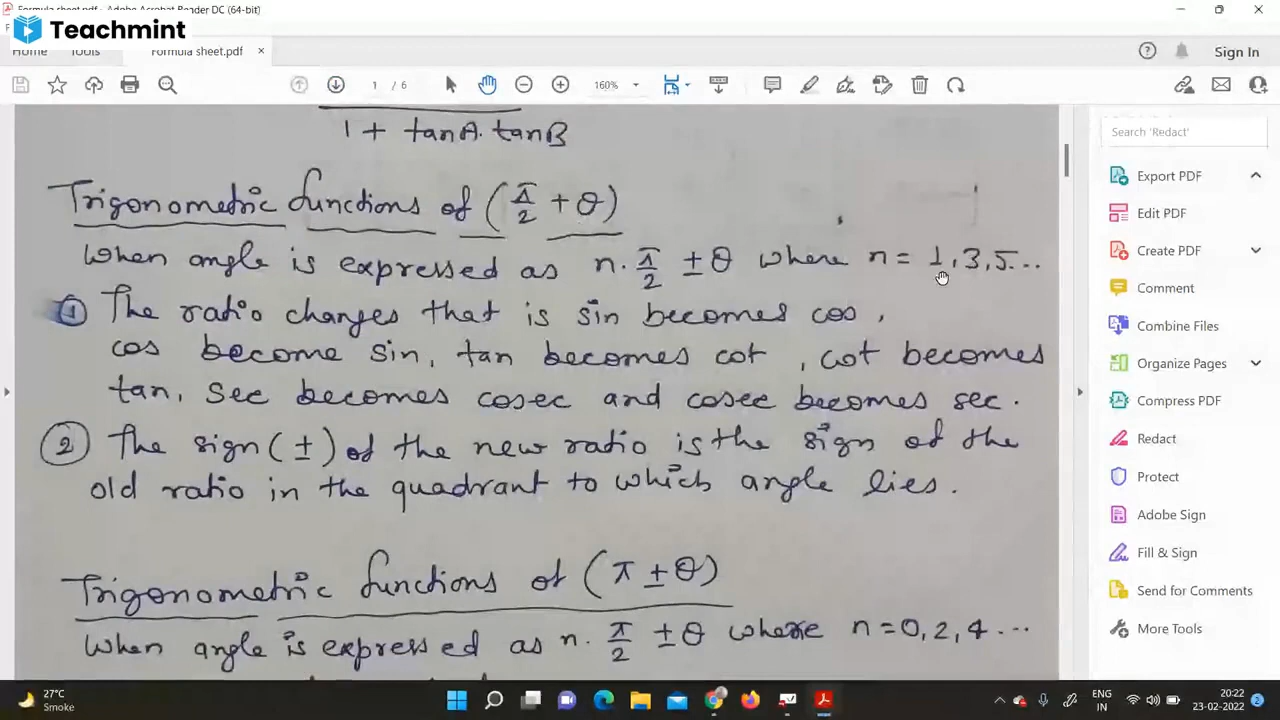 Formula sheet.pdf - Adobe Acrobat Reader DC (64-bit)
Teachmint
Home Tools Formula sheet.pdf ×
Sign In
1 / 6 160%
1 + tanA. tanB
Trigonometric functions of (π/2 + θ)
When angle is expressed as n. π/2 ± θ where n = 1, 3, 5...
① The ratio changes that is sin becomes cos,
cos become sin, tan becomes cot, cot becomes
tan, sec becomes cosec and cosec becomes sec.
② The sign (±) of the new ratio is the sign of the
old ratio in the quadrant to which angle lies.
Trigonometric functions of (π ± θ)
When angle is expressed as n. π/2 ± θ where n = 0, 2, 4 ...
Search 'Redact'
Export PDF
Edit PDF
Create PDF
Comment
Combine Files
Organize Pages
Compress PDF
Redact
Protect
Adobe Sign
Fill & Sign
Send for Comments
More Tools
27°C
Smoke
ENG
IN
20:22
23-02-2022